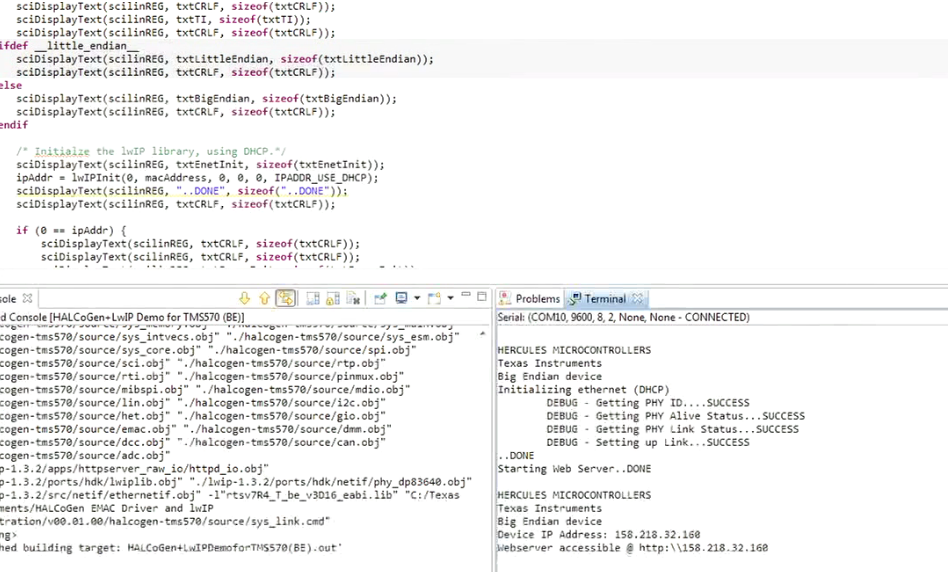 sciDisplayText(scilinREG, txtCRLF, sizeof(txtCRLF));
sciDisplayText(scilinREG, txtTI, sizeof(txtTI));
sciDisplayText(scilinREG, txtCRLF, sizeof(txtCRLF));
ifdef __little_endian__
sciDisplayText(scilinREG, txtLittleEndian, sizeof(txtLittleEndian));
sciDisplayText(scilinREG, txtCRLF, sizeof(txtCRLF));
else
sciDisplayText(scilinREG, txtBigEndian, sizeof(txtBigEndian));
sciDisplayText(scilinREG, txtCRLF, sizeof(txtCRLF));
endif
/* Initialze the lwIP library, using DHCP.*/
sciDisplayText(scilinREG, txtEnetInit, sizeof(txtEnetInit));
ipAddr = lwIPInit(0, macAddress, 0, 0, 0, IPADDR_USE_DHCP);
sciDisplayText(scilinREG, "..DONE", sizeof("..DONE"));
sciDisplayText(scilinREG, txtCRLF, sizeof(txtCRLF));
if (0 == ipAddr) {
sciDisplayText(scilinREG, txtCRLF, sizeof(txtCRLF));
sciDisplayText(scilinREG, txtCRLF, sizeof(txtCRLF));
sole
d Console [HALCoGen+LwIP Demo for TMS570 (BE)]
cogen-tms570/source/sys_intvecs.obj" "./halcogen-tms570/source/sys_esm.obj"
cogen-tms570/source/sys_core.obj" "./halcogen-tms570/source/spi.obj"
cogen-tms570/source/sci.obj" "./halcogen-tms570/source/rtp.obj"
cogen-tms570/source/rti.obj" "./halcogen-tms570/source/pinmux.obj"
cogen-tms570/source/mibspi.obj" "./halcogen-tms570/source/mdio.obj"
cogen-tms570/source/lin.obj" "./halcogen-tms570/source/i2c.obj"
cogen-tms570/source/het.obj" "./halcogen-tms570/source/gio.obj"
cogen-tms570/source/emac.obj" "./halcogen-tms570/source/dmm.obj"
cogen-tms570/source/dcc.obj" "./halcogen-tms570/source/can.obj"
cogen-tms570/source/adc.obj"
ip-1.3.2/apps/httpserver_raw_io/httpd_io.obj"
ip-1.3.2/ports/hdk/lwiplib.obj" "./lwip-1.3.2/ports/hdk/netif/phy_dp83640.obj"
ip-1.3.2/src/netif/ethernetif.obj" -l"rtsv7R4_T_be_v3D16_eabi.lib" "C:/Texas
ments/HALCoGen EMAC Driver and lwIP
tration/v00.01.00/halcogen-tms570/source/sys_link.cmd"
ng>
hed building target: HALCoGen+LwIPDemoforTMS570(BE).out'
Problems
Terminal
Serial: (COM10, 9600, 8, 2, None, None - CONNECTED)
HERCULES MICROCONTROLLERS
Texas Instruments
Big Endian device
Initializing ethernet (DHCP)
DEBUG - Getting PHY ID....SUCCESS
DEBUG - Getting PHY Alive Status...SUCCESS
DEBUG - Getting PHY Link Status...SUCCESS
DEBUG - Setting up Link...SUCCESS
..DONE
Starting Web Server..DONE
HERCULES MICROCONTROLLERS
Texas Instruments
Big Endian device
Device IP Address: 158.218.32.160
Webserver accessible @ http:\\158.218.32.160